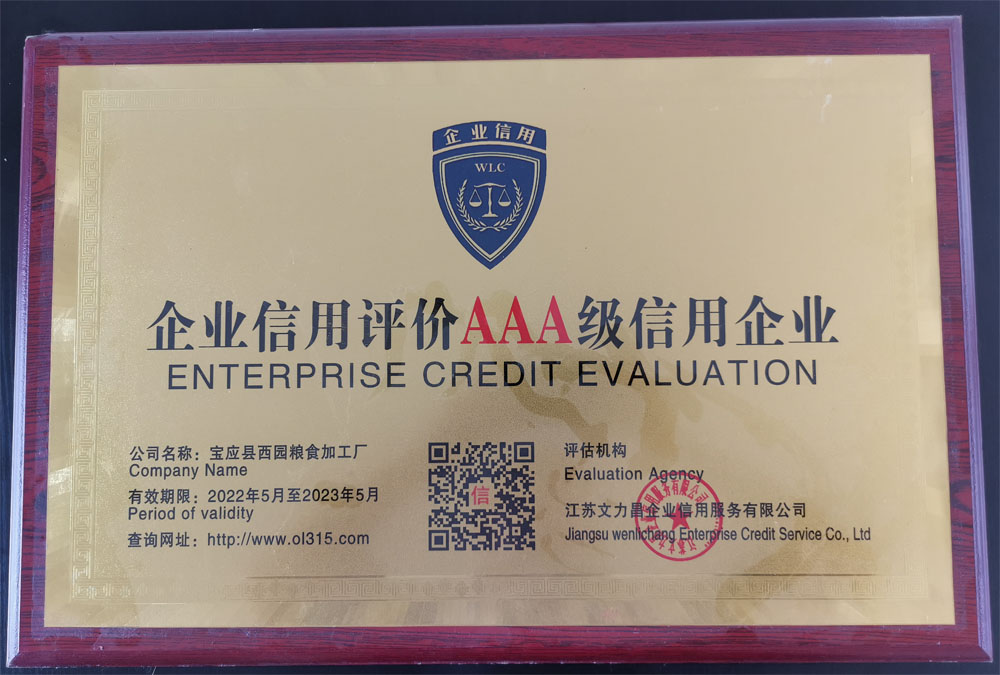 企业信用
WLC
企业信用评价AAA级信用企业
ENTERPRISE CREDIT EVALUATION
公司名称：宝应县西园粮食加工厂
Company Name
有效期限：2022年5月至2023年5月
Period of validity
查询网址：http://www.ol315.com
信
评估机构
Evaluation Agency
江苏文力昌企业信用服务有限公司
Jiangsu wenlichang Enterprise Credit Service Co., Ltd